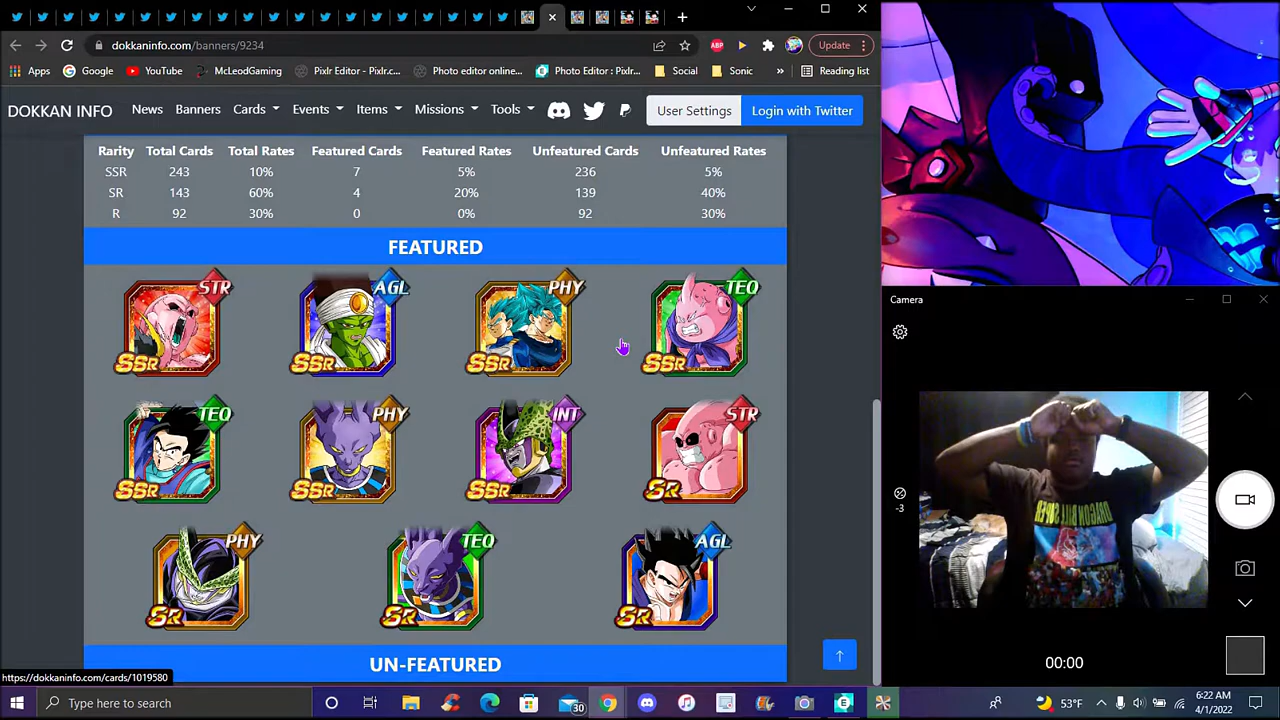 dokkaninfo.com/banners/9234
Update
Apps Google YouTube McLeodGaming Pixlr Editor - Pixlr.c... Photo editor online... Photo Editor : Pixlr... Social Sonic » Reading list
DOKKAN INFO News Banners Cards Events Items Missions Tools User Settings Login with Twitter
Rarity Total Cards Total Rates Featured Cards Featured Rates Unfeatured Cards Unfeatured Rates
SSR 243 10% 7 5% 236 5%
SR 143 60% 4 20% 139 40%
R 92 30% 0 0% 92 30%
FEATURED
STR AGL PHY TEQ
SSR SSR SSR SSR
TEQ PHY INT STR
SSR SSR SSR SR
PHY TEQ AGL
SR SR SR
UN-FEATURED
https://dokkaninfo.com/cards/1019580
Camera
-3
DRAGON BALL SUPER
00:00
Type here to search
30
53°F
6:22 AM
4/1/2022